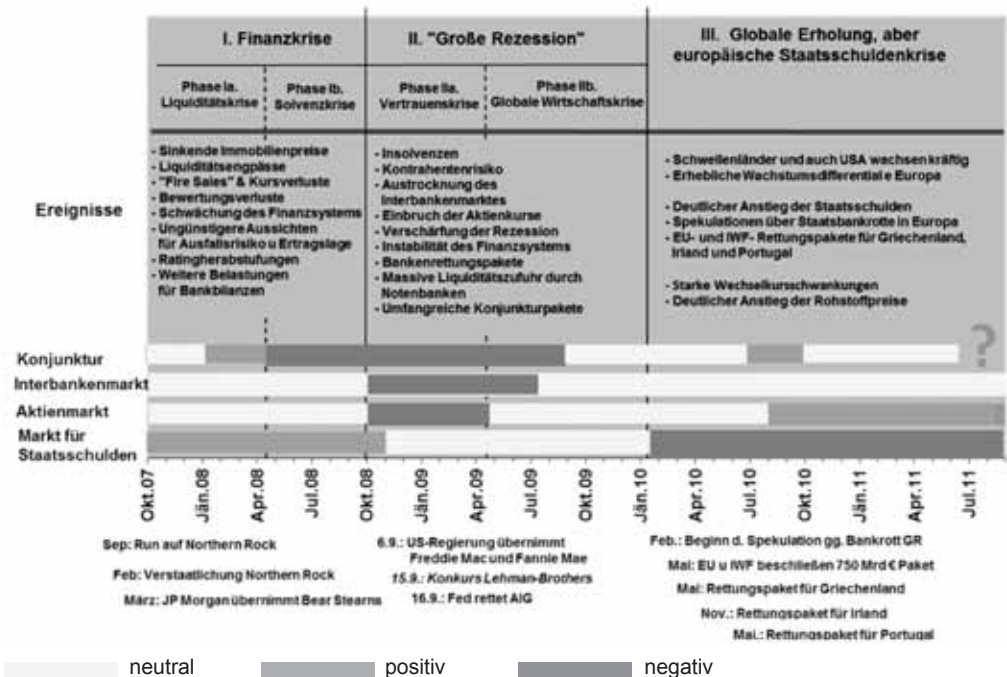 I. Finanzkrise
II. "Große Rezession"
III. Globale Erholung, aber
europäische Staatsschuldenkrise
Phase Ia.
Liquiditätskrise
Phase Ib.
Solvenzkrise
Phase IIa.
Vertrauenskrise
Phase IIb.
Globale Wirtschaftskrise
Ereignisse
- Sinkende Immobilienpreise
- Liquiditätsengpässe
- "Fire Sales" & Kursverluste
- Bewertungsverluste
- Schwächung des Finanzsystems
- Ungünstigere Aussichten
für Ausfallsrisiko u Ertragslage
- Ratingherabstufungen
- Weitere Belastungen
für Bankbilanzen
- Insolvenzen
- Kontrahentenrisiko
- Austrocknung des
Interbankenmarktes
- Einbruch der Aktienkurse
- Verschärfung der Rezession
- Instabilität des Finanzsystems
- Bankenrettungspakete
- Massive Liquiditätszufuhr durch
Notenbanken
- Umfangreiche Konjunkturpakete
- Schwellenländer und auch USA wachsen kräftig
- Erhebliche Wachstumsdifferentiale Europa
- Deutlicher Anstieg der Staatsschulden
- Spekulationen über Staatsbankrotte in Europa
- EU- und IWF- Rettungspakete für Griechenland,
Irland und Portugal
- Starke Wechselkursschwankungen
- Deutlicher Anstieg der Rohstoffpreise
Konjunktur
?
Interbankenmarkt
Aktienmarkt
Markt für
Staatsschulden
Okt.07
Jän.08
Apr.08
Jul.08
Okt.08
Jän.09
Apr.09
Jul.09
Okt.09
Jän.10
Apr.10
Jul.10
Okt.10
Jän.11
Apr.11
Jul.11
Sep: Run auf Northern Rock
Feb: Verstaatlichung Northern Rock
März: JP Morgan übernimmt Bear Stearns
6.9.: US-Regierung übernimmt
Freddie Mac und Fannie Mae
15.9.: Konkurs Lehman-Brothers
16.9.: Fed rettet AIG
Feb.: Beginn d. Spekulation gg. Bankrott GR
Mai: EU u IWF beschließen 750 Mrd € Paket
Mai: Rettungspaket für Griechenland
Nov.: Rettungspaket für Irland
Mai.: Rettungspaket für Portugal
neutral
positiv
negativ